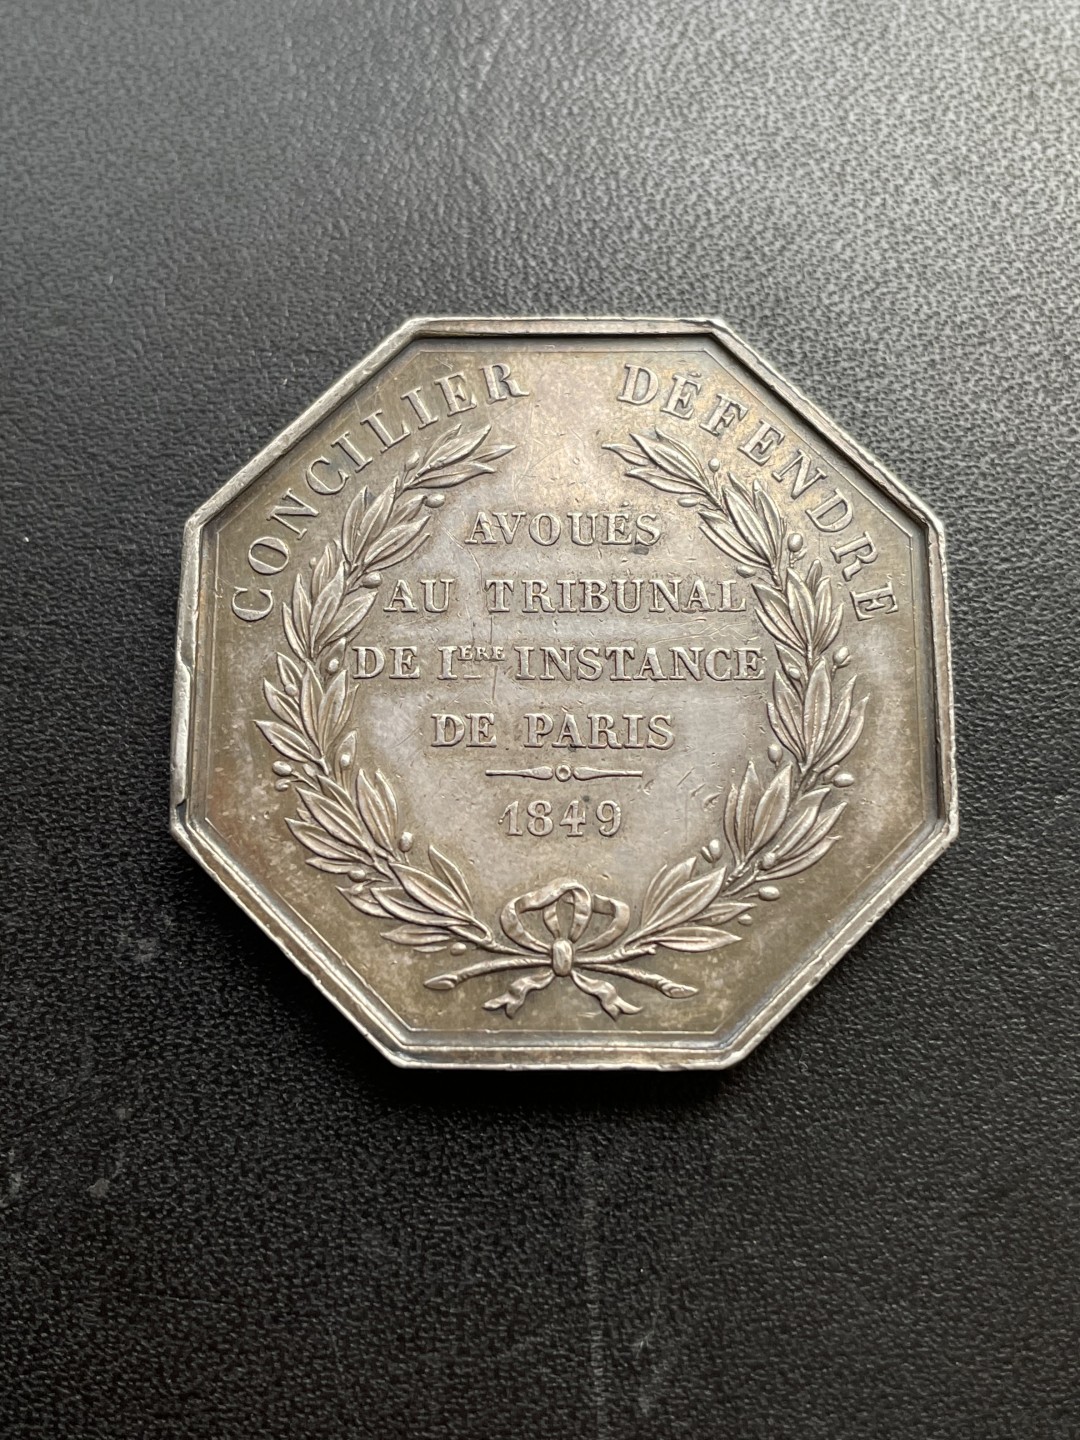 CONCILIER DÉFENDRE
AVOUÉS
AU TRIBUNAL
DE IÈRE INSTANCE
DE PARIS
1849